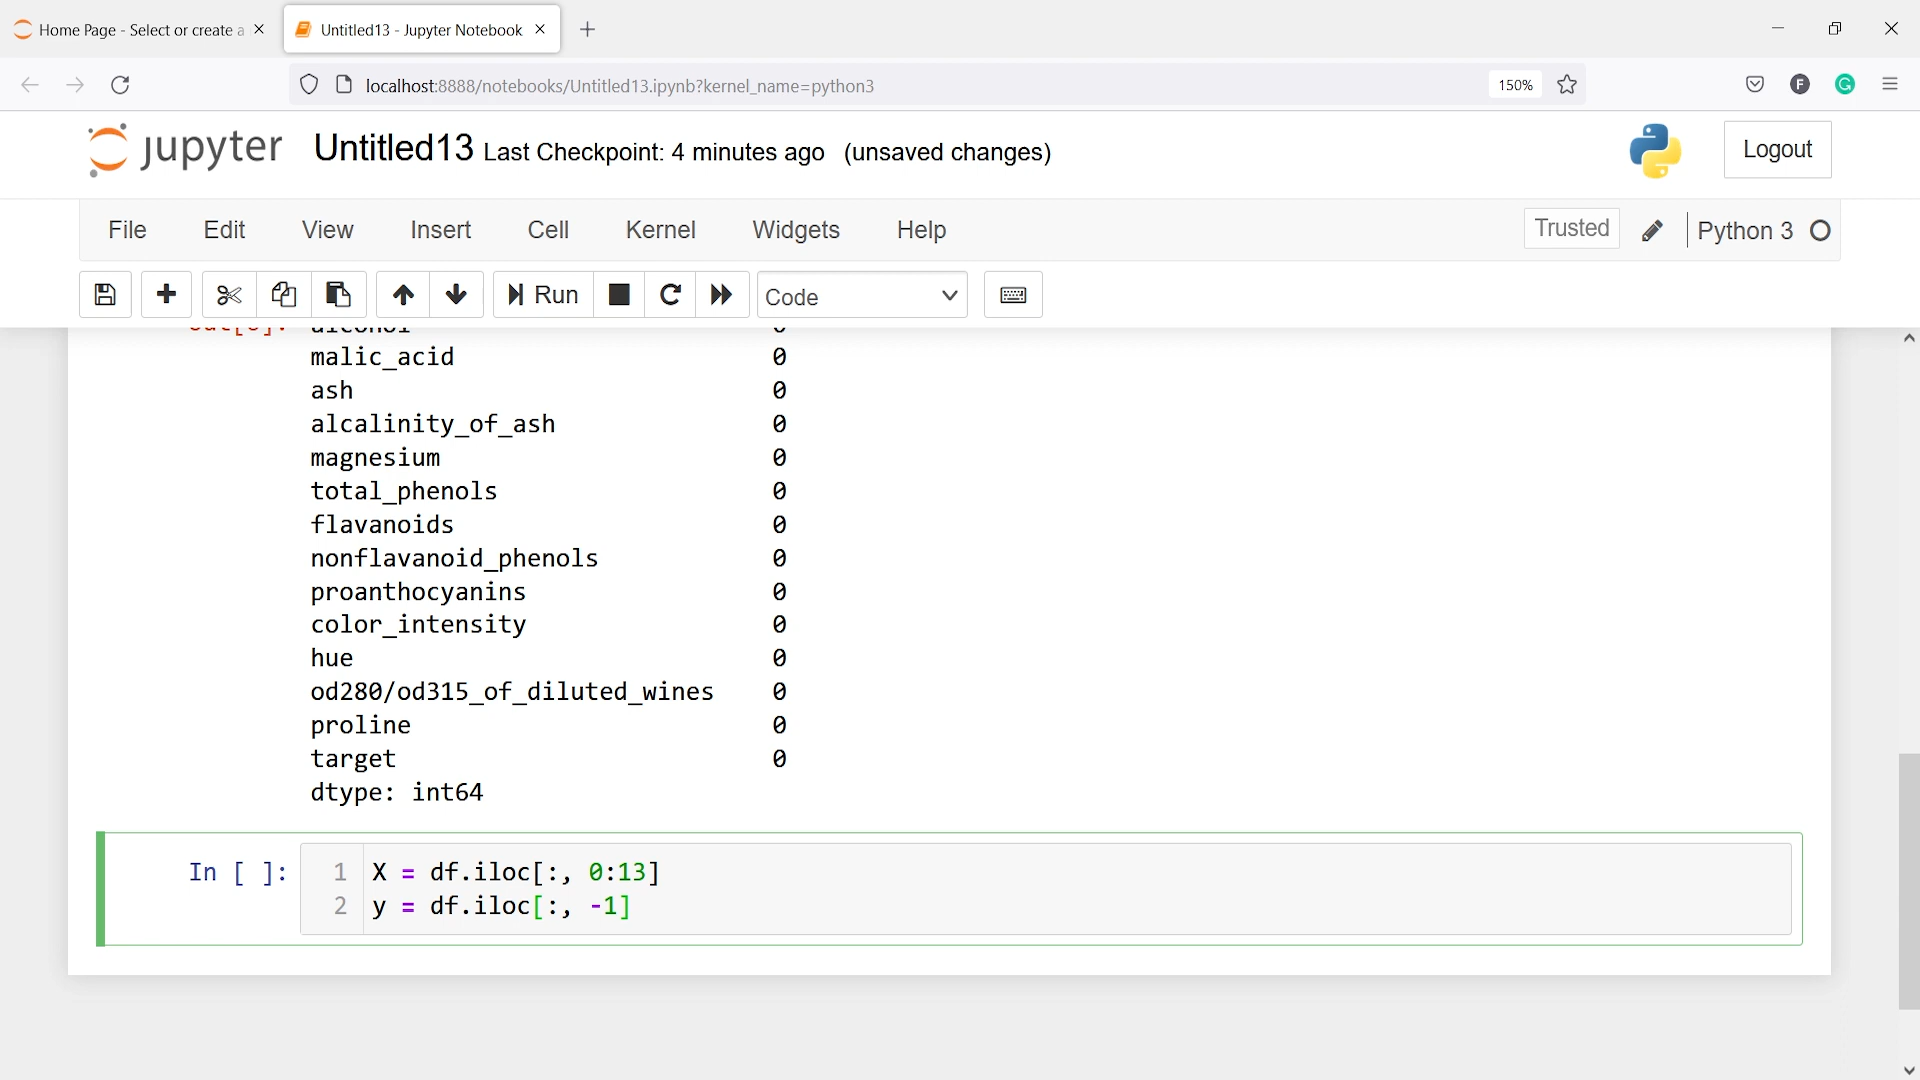 Home Page - Select or create a
Untitled13 - Jupyter Notebook
localhost:8888/notebooks/Untitled13.ipynb?kernel_name=python3
150%
F
G
jupyter Untitled13 Last Checkpoint: 4 minutes ago (unsaved changes)
Logout
File Edit View Insert Cell Kernel Widgets Help
Trusted
Python 3
Run
Code
malic_acid 0
ash 0
alcalinity_of_ash 0
magnesium 0
total_phenols 0
flavanoids 0
nonflavanoid_phenols 0
proanthocyanins 0
color_intensity 0
hue 0
od280/od315_of_diluted_wines 0
proline 0
target 0
dtype: int64
In [ ]:
1 X = df.iloc[:, 0:13]
2 y = df.iloc[:, -1]